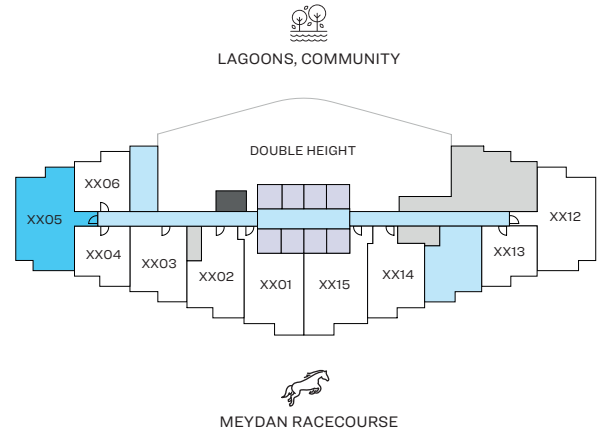 LAGOONS, COMMUNITY
DOUBLE HEIGHT
XX06
XX05
XX12
XX04
XX03
XX02
XX01
XX15
XX14
XX13
MEYDAN RACECOURSE